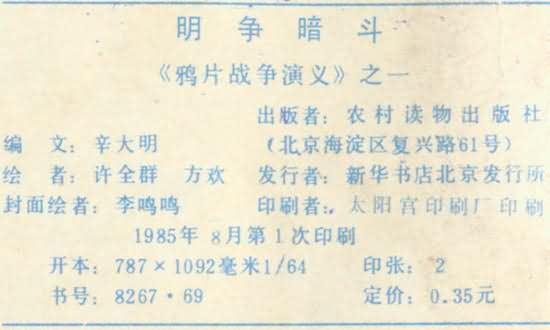 明争暗斗
《鸦片战争演义》之一
出版者：农村读物出版社
编　文：辛大明　（北京海淀区复兴路61号）
绘　者：许全群　方欢　发行者：新华书店北京发行所
封面绘者：李鸣鸣　印刷者：太阳宫印刷厂印刷
1985年 8月第1次印刷
开本：787×1092毫米1/64　印张：2
书号：8267·69　定价：0.35元